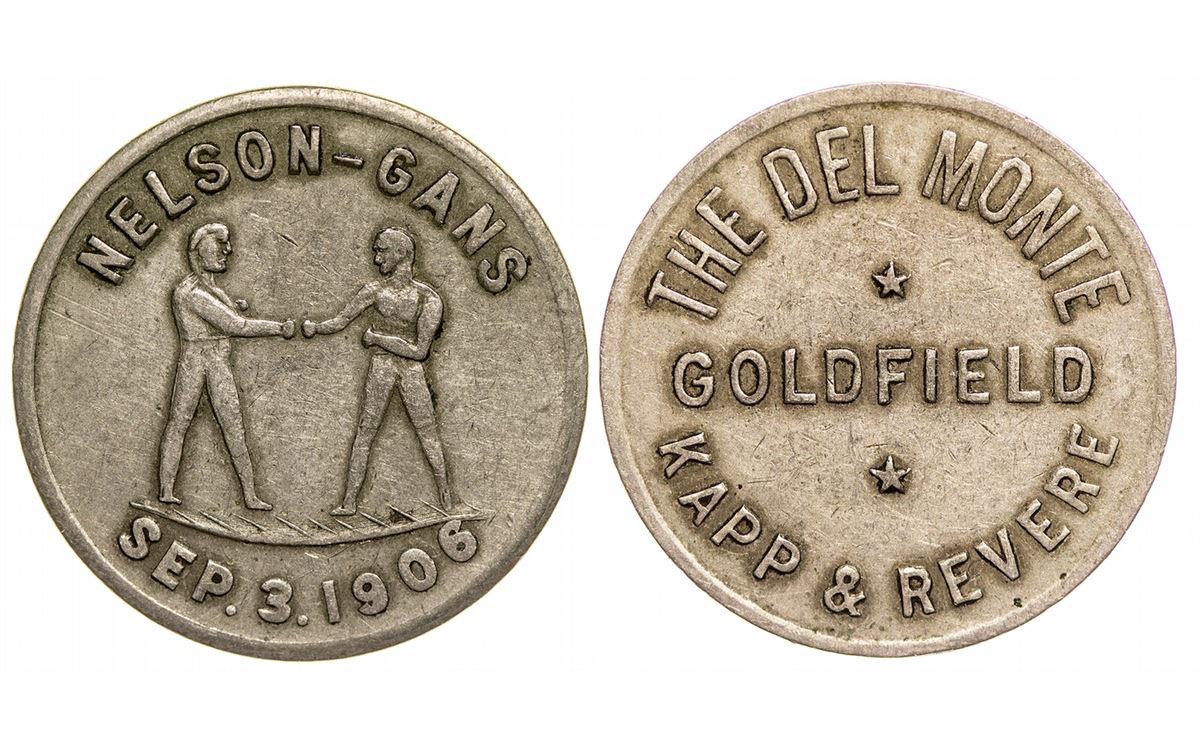 NELSON-GANS
SEP. 3. 1906
THE DEL MONTE
GOLDFIELD
KAPP & REVERE